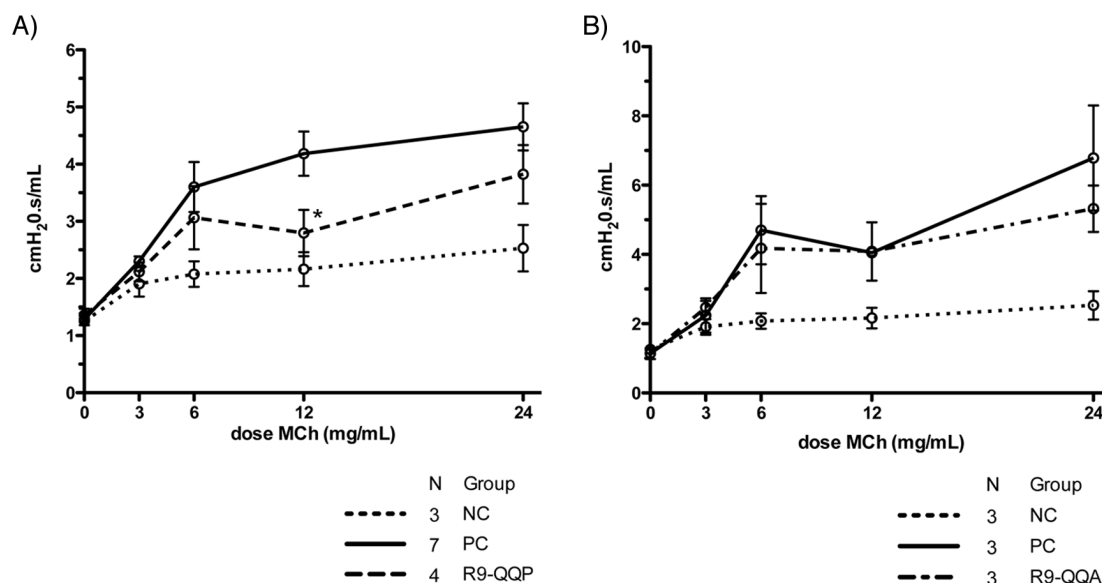 A)
6
5
4
3
2
1
0
cmH₂0.s/mL
*
0 3 6 12 24
dose MCh (mg/mL)
N Group
3 NC
7 PC
4 R9-QQP
B)
10
8
6
4
2
0
cmH₂0.s/mL
0 3 6 12 24
dose MCh (mg/mL)
N Group
3 NC
3 PC
3 R9-QQA